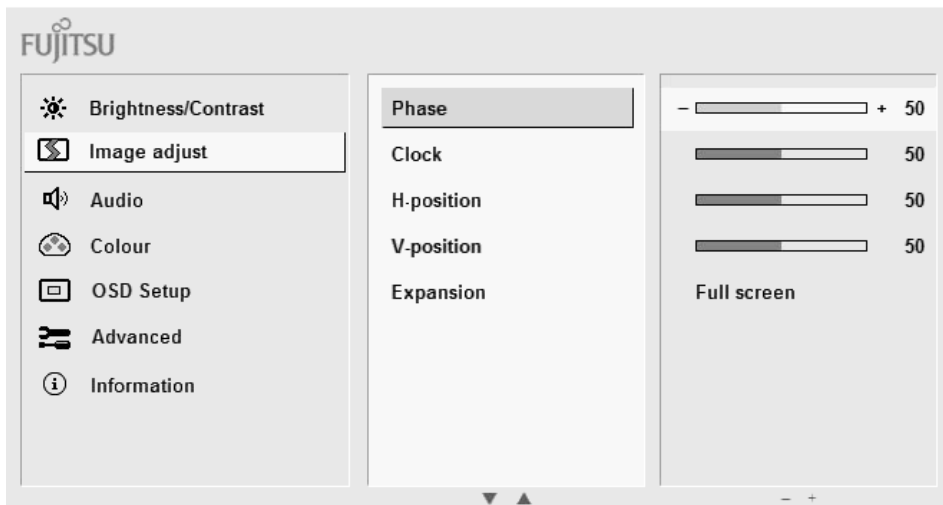 FUJITSU
Brightness/Contrast
Image adjust
Audio
Colour
OSD Setup
Advanced
Information
Phase
Clock
H-position
V-position
Expansion
– + 50
50
50
50
Full screen
▼ ▲
– +